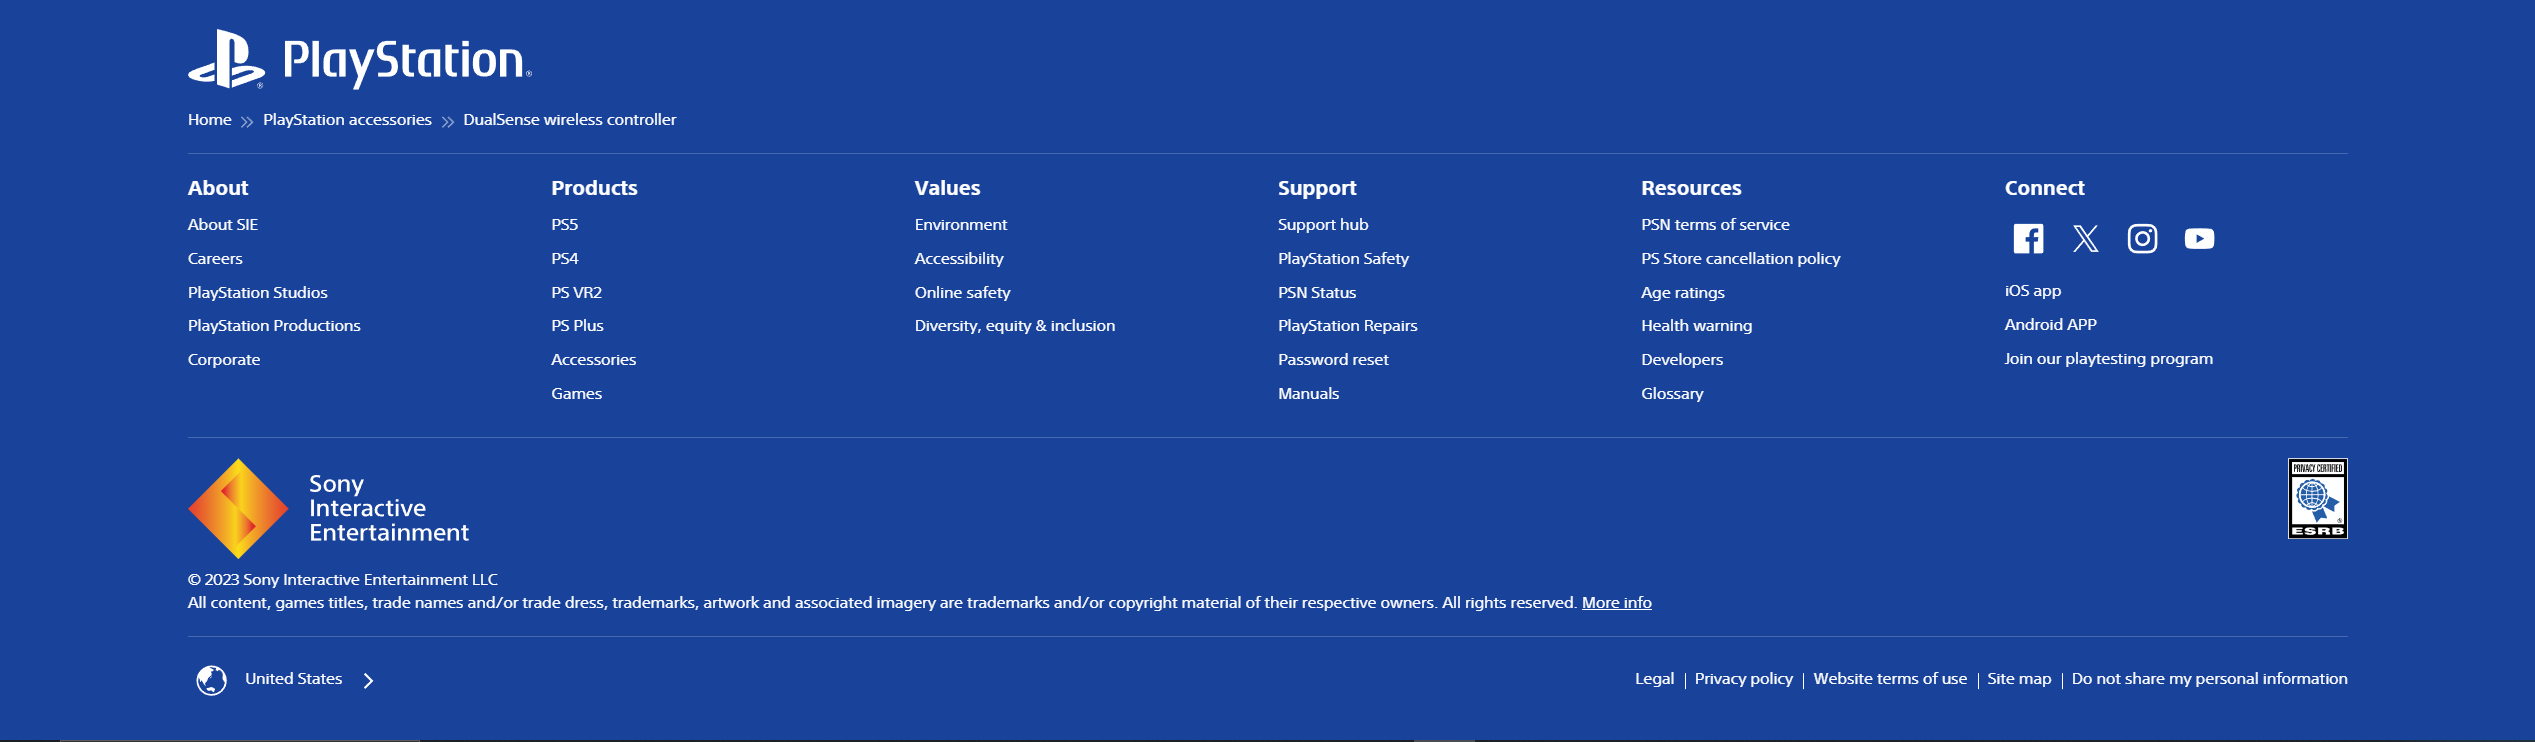 PlayStation®
Home » PlayStation accessories » DualSense wireless controller
About
About SIE
Careers
PlayStation Studios
PlayStation Productions
Corporate
Products
PS5
PS4
PS VR2
PS Plus
Accessories
Games
Values
Environment
Accessibility
Online safety
Diversity, equity & inclusion
Support
Support hub
PlayStation Safety
PSN Status
PlayStation Repairs
Password reset
Manuals
Resources
PSN terms of service
PS Store cancellation policy
Age ratings
Health warning
Developers
Glossary
Connect
iOS app
Android APP
Join our playtesting program
Sony
Interactive
Entertainment
PRIVACY CERTIFIED
ESRB
© 2023 Sony Interactive Entertainment LLC
All content, games titles, trade names and/or trade dress, trademarks, artwork and associated imagery are trademarks and/or copyright material of their respective owners. All rights reserved. More info
United States
Legal | Privacy policy | Website terms of use | Site map | Do not share my personal information